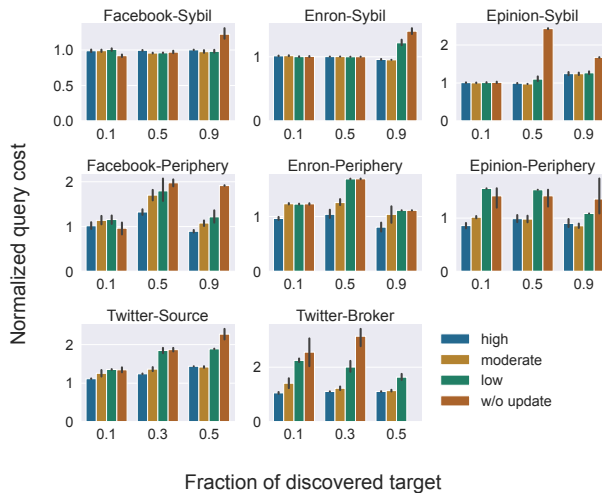 Facebook-Sybil Enron-Sybil Epinion-Sybil
1.0
0.5
0.0
0.1 0.5 0.9
1
0
0.1 0.5 0.9
2
1
0
0.1 0.5 0.9
Facebook-Periphery Enron-Periphery Epinion-Periphery
2
1
0
0.1 0.5 0.9
1
0
0.1 0.5 0.9
1
0
0.1 0.5 0.9
Twitter-Source Twitter-Broker
2
1
0
0.1 0.3 0.5
2
0
0.1 0.3 0.5
high
moderate
low
w/o update
Normalized query cost
Fraction of discovered target